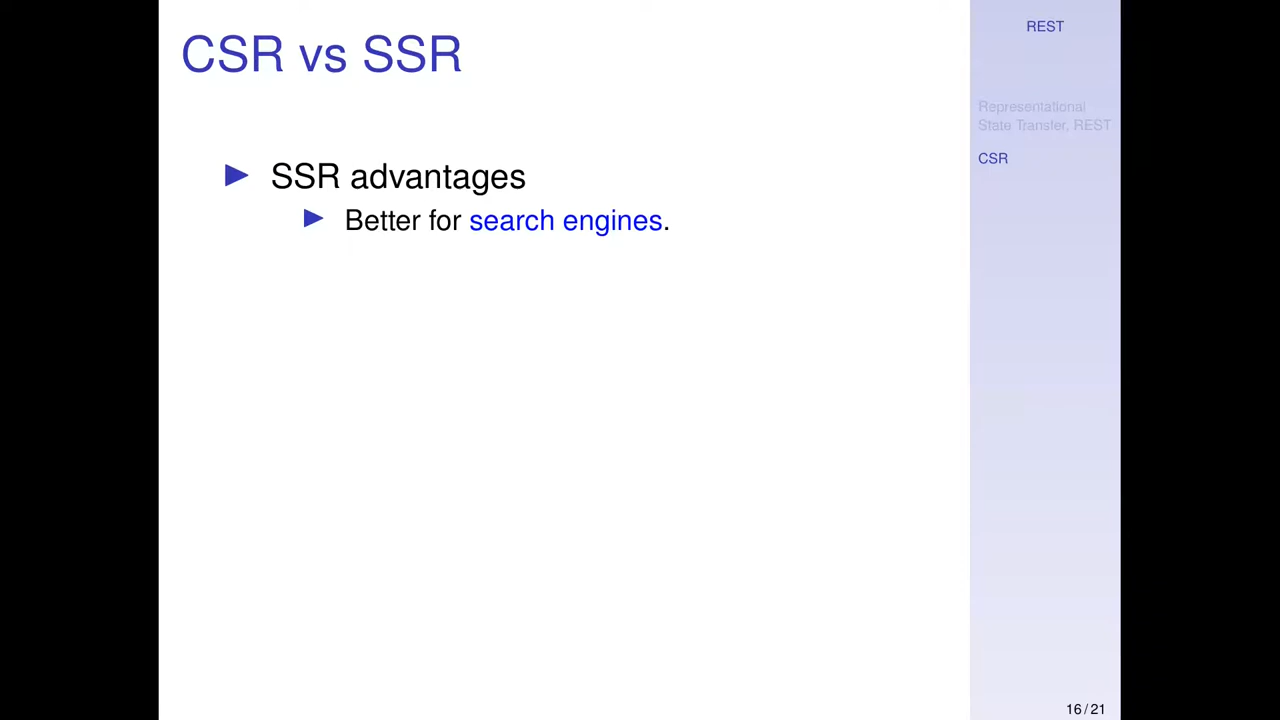 CSR vs SSR
SSR advantages
Better for search engines.
REST
Representational
State Transfer, REST
CSR
16 / 21